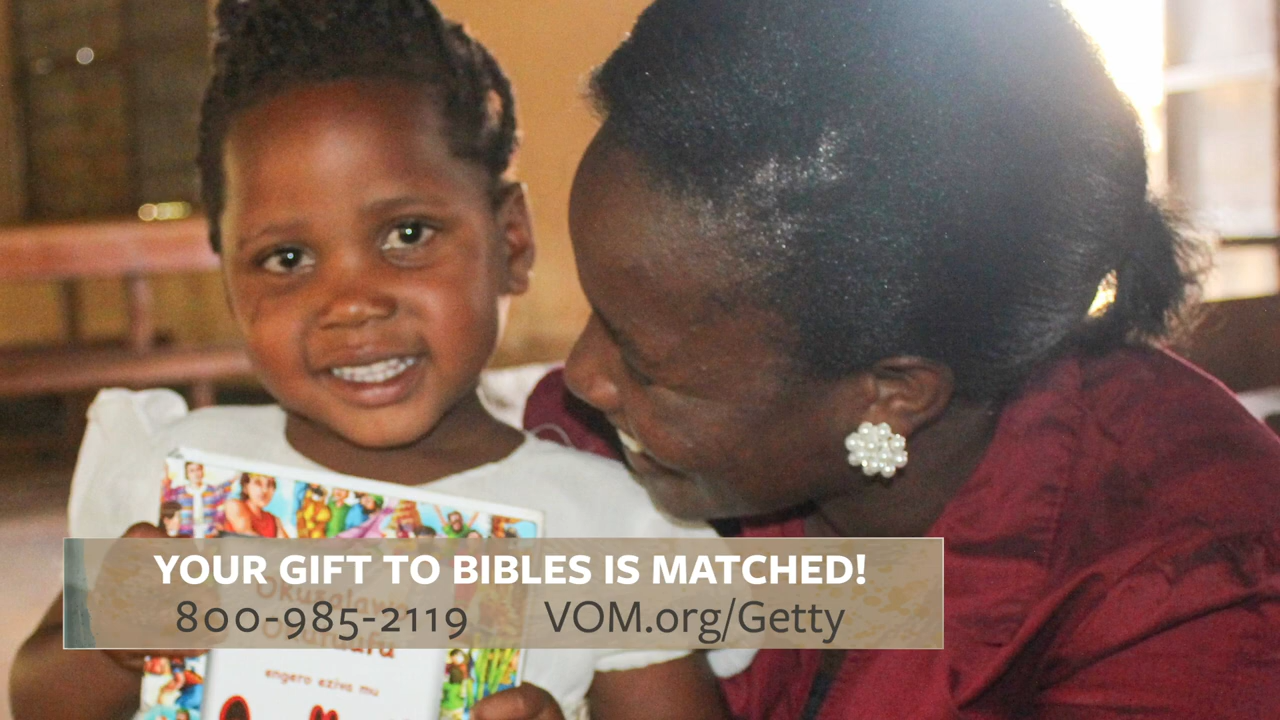 YOUR GIFT TO BIBLES IS MATCHED!
800-985-2119 VOM.org/Getty
engero eziva mu